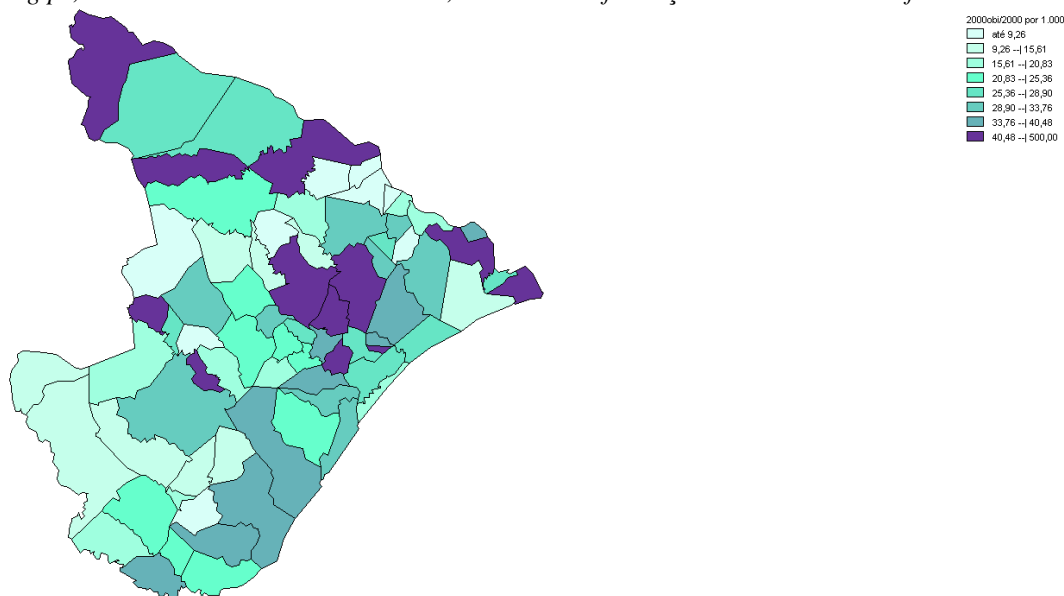 2000obi/2000 por 1.000
até 9,26
9,26 --| 15,61
15,61 --| 20,83
20,83 --| 25,36
25,36 --| 28,90
28,90 --| 33,76
33,76 --| 40,48
40,48 --| 500,00